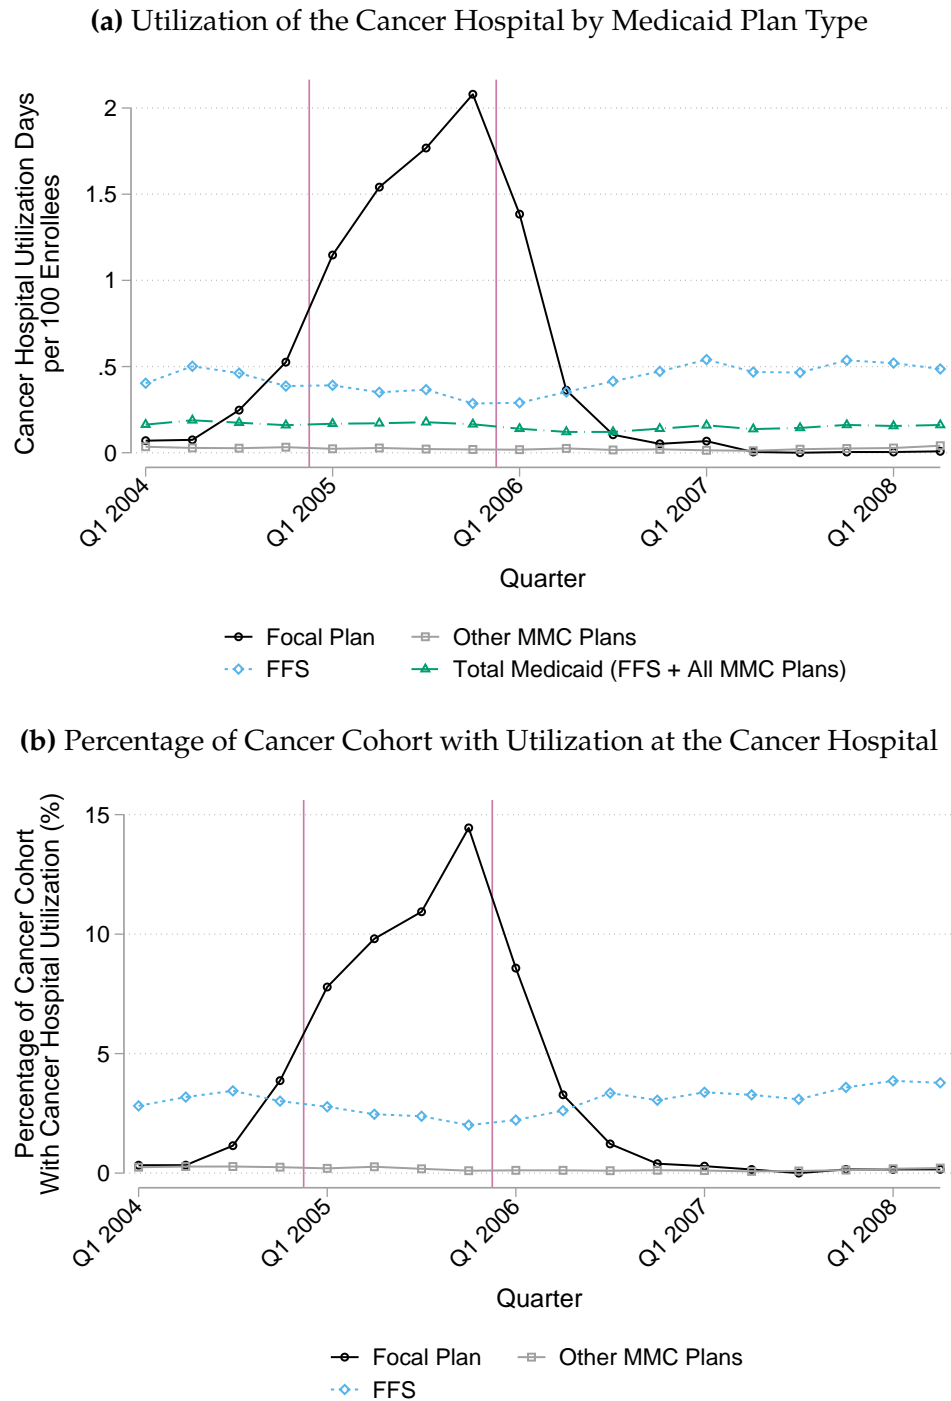 (a) Utilization of the Cancer Hospital by Medicaid Plan Type
Cancer Hospital Utilization Days
per 100 Enrollees
2
1.5
1
.5
0
Q1 2004
Q1 2005
Q1 2006
Q1 2007
Q1 2008
Quarter
Focal Plan
Other MMC Plans
FFS
Total Medicaid (FFS + All MMC Plans)
(b) Percentage of Cancer Cohort with Utilization at the Cancer Hospital
Percentage of Cancer Cohort
With Cancer Hospital Utilization (%)
15
10
5
0
Q1 2004
Q1 2005
Q1 2006
Q1 2007
Q1 2008
Quarter
Focal Plan
Other MMC Plans
FFS